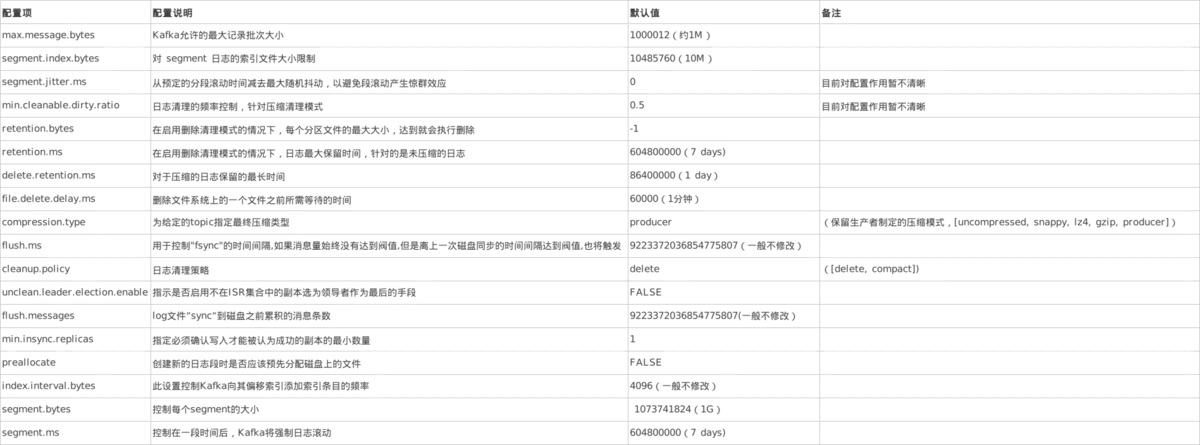 配置项 配置说明 默认值 备注
max.message.bytes Kafka允许的最大记录批次大小 1000012（约1M）
segment.index.bytes 对 segment 日志的索引文件大小限制 10485760（10M）
segment.jitter.ms 从预定的分段滚动时间减去最大随机抖动，以避免段滚动产生惊群效应 0 目前对配置作用暂不清晰
min.cleanable.dirty.ratio 日志清理的频率控制，针对压缩清理模式 0.5 目前对配置作用暂不清晰
retention.bytes 在启用删除清理模式的情况下，每个分区文件的最大大小，达到就会执行删除 -1
retention.ms 在启用删除清理模式的情况下，日志最大保留时间，针对的是未压缩的日志 604800000（7 days)
delete.retention.ms 对于压缩的日志保留的最长时间 86400000（1 day）
file.delete.delay.ms 删除文件系统上的一个文件之前所需等待的时间 60000（1分钟）
compression.type 为给定的topic指定最终压缩类型 producer （保留生产者制定的压缩模式，[uncompressed, snappy, lz4, gzip, producer]）
flush.ms 用于控制"fsync"的时间间隔,如果消息量始终没有达到阀值,但是离上一次磁盘同步的时间间隔达到阀值,也将触发 9223372036854775807（一般不修改）
cleanup.policy 日志清理策略 delete （[delete, compact])
unclean.leader.election.enable 指示是否启用不在ISR集合中的副本选为领导者作为最后的手段 FALSE
flush.messages log文件"sync"到磁盘之前累积的消息条数 9223372036854775807(一般不修改）
min.insync.replicas 指定必须确认写入才能被认为成功的副本的最小数量 1
preallocate 创建新的日志段时是否应该预先分配磁盘上的文件 FALSE
index.interval.bytes 此设置控制Kafka向其偏移索引添加索引条目的频率 4096（一般不修改）
segment.bytes 控制每个segment的大小 1073741824（1G）
segment.ms 控制在一段时间后，Kafka将强制日志滚动 604800000（7 days)